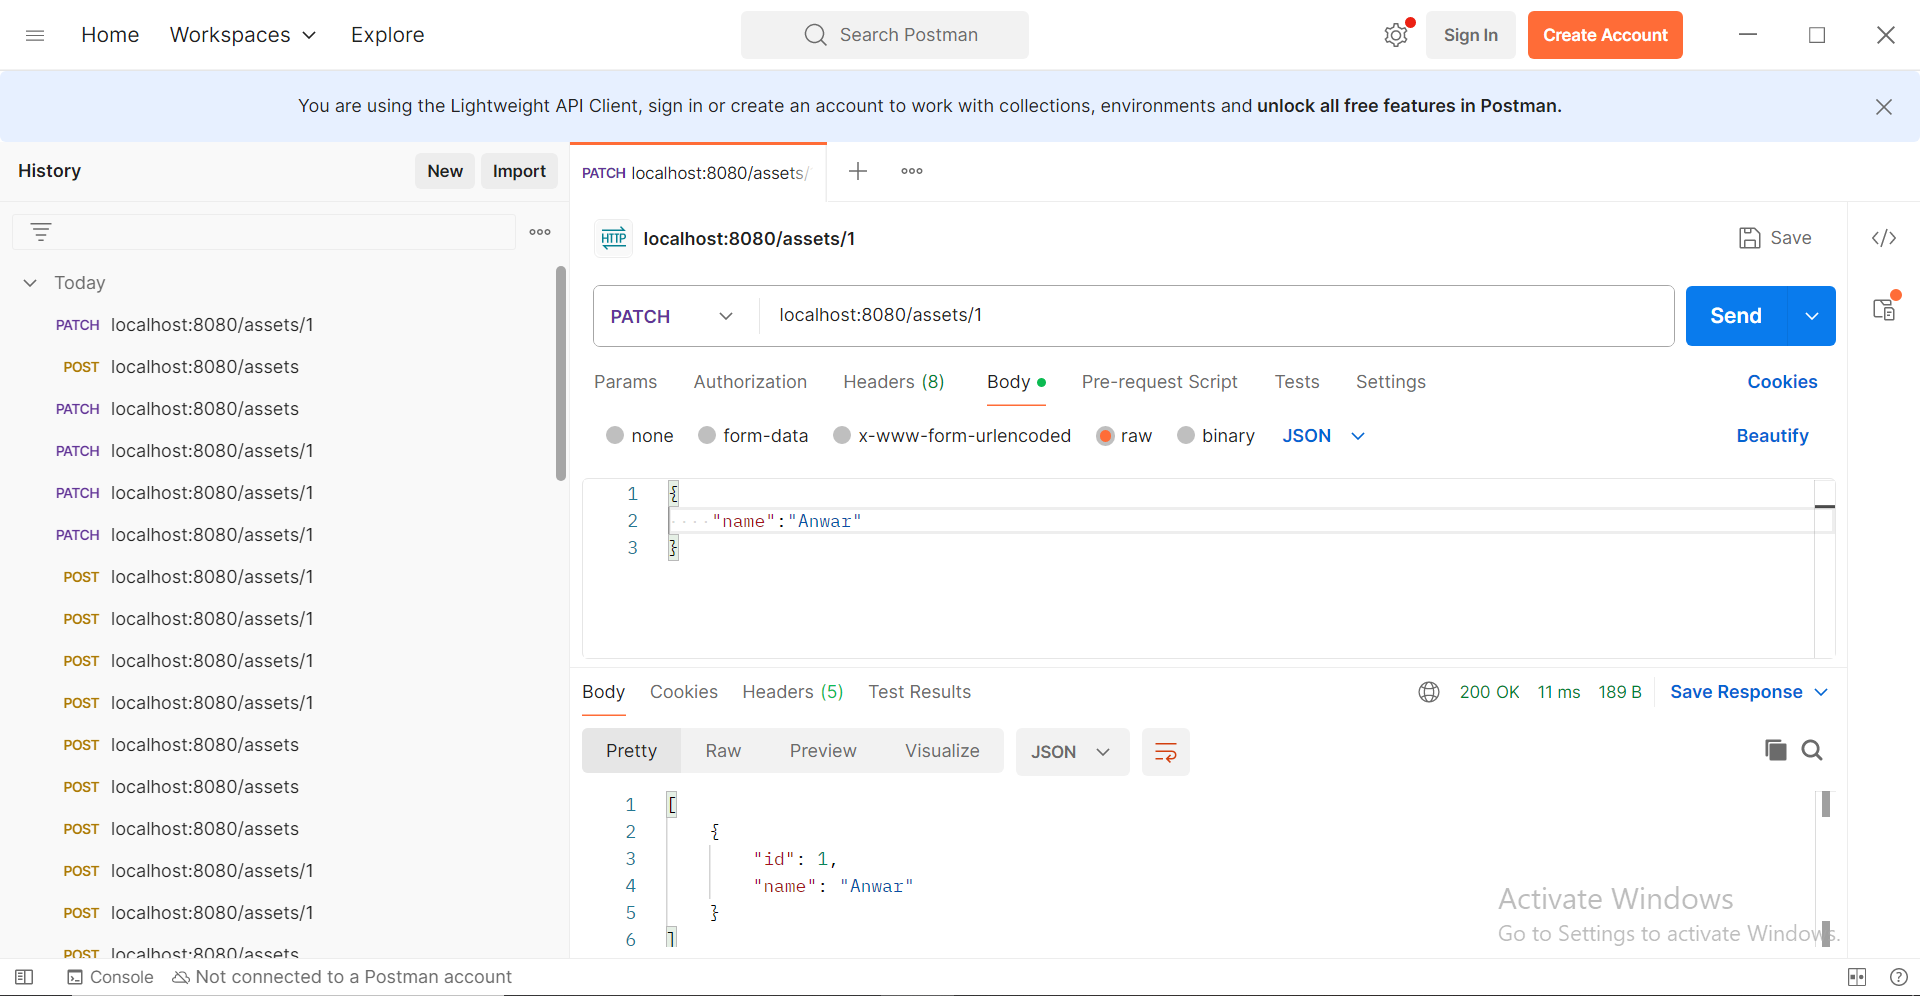 Home Workspaces Explore Search Postman Sign In Create Account
You are using the Lightweight API Client, sign in or create an account to work with collections, environments and unlock all free features in Postman.
History New Import
Today
PATCH localhost:8080/assets/1
POST localhost:8080/assets
PATCH localhost:8080/assets
PATCH localhost:8080/assets/1
PATCH localhost:8080/assets/1
PATCH localhost:8080/assets/1
POST localhost:8080/assets/1
POST localhost:8080/assets/1
POST localhost:8080/assets/1
POST localhost:8080/assets/1
POST localhost:8080/assets
POST localhost:8080/assets
POST localhost:8080/assets
POST localhost:8080/assets/1
POST localhost:8080/assets/1
POST localhost:8080/assets
PATCH localhost:8080/assets/
HTTP localhost:8080/assets/1 Save
PATCH localhost:8080/assets/1 Send
Params Authorization Headers (8) Body Pre-request Script Tests Settings Cookies
none form-data x-www-form-urlencoded raw binary JSON Beautify
1 {
2 "name":"Anwar"
3 }
Body Cookies Headers (5) Test Results 200 OK 11 ms 189 B Save Response
Pretty Raw Preview Visualize JSON
1 [
2 {
3 "id": 1,
4 "name": "Anwar"
5 }
6 ]
Activate Windows
Go to Settings to activate Windows.
Console Not connected to a Postman account